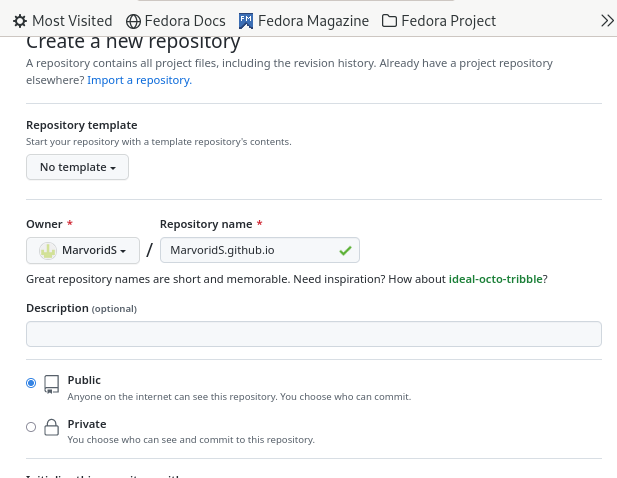 Most Visited Fedora Docs FM Fedora Magazine Fedora Project
Create a new repository
A repository contains all project files, including the revision history. Already have a project repository
elsewhere? Import a repository.
Repository template
Start your repository with a template repository's contents.
No template
Owner * Repository name *
MarvoridS / MarvoridS.github.io
Great repository names are short and memorable. Need inspiration? How about ideal-octo-tribble?
Description (optional)
Public
Anyone on the internet can see this repository. You choose who can commit.
Private
You choose who can see and commit to this repository.